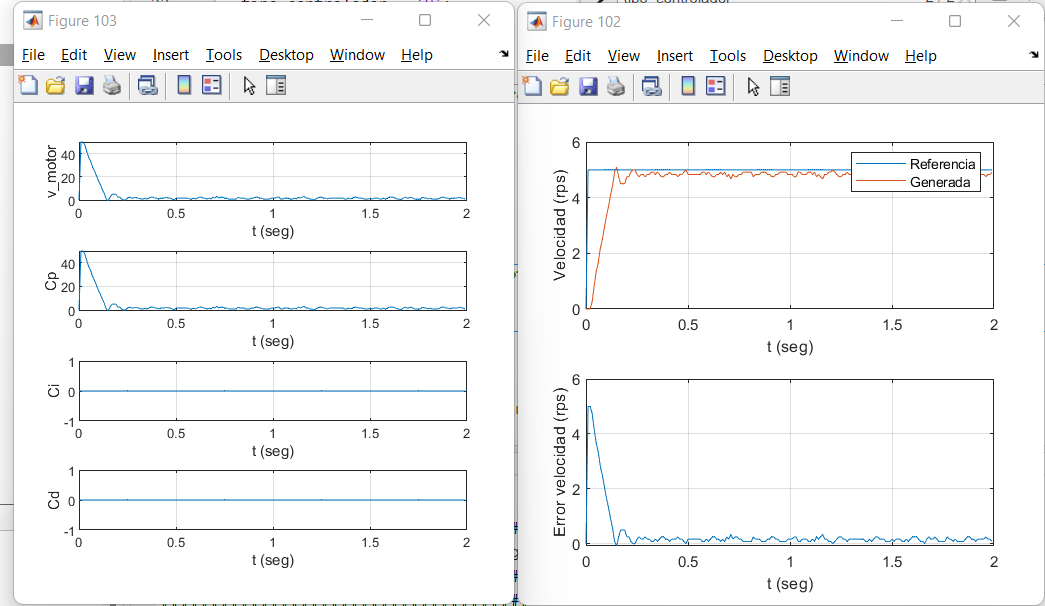 Figure 103
File Edit View Insert Tools Desktop Window Help
v_motor
40
20
0
0 0.5 1 1.5 2
t (seg)
Cp
40
20
0
0 0.5 1 1.5 2
t (seg)
Ci
1
0
-1
0 0.5 1 1.5 2
t (seg)
Cd
1
0
-1
0 0.5 1 1.5 2
t (seg)
Figure 102
File Edit View Insert Tools Desktop Window Help
Velocidad (rps)
6
4
2
0
Referencia
Generada
0 0.5 1 1.5 2
t (seg)
Error velocidad (rps)
6
4
2
0
0 0.5 1 1.5 2
t (seg)